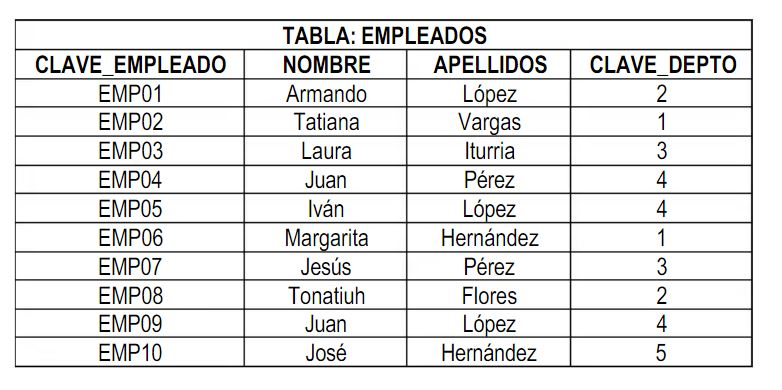 TABLA: EMPLEADOS
CLAVE_EMPLEADO NOMBRE APELLIDOS CLAVE_DEPTO
EMP01 Armando López 2
EMP02 Tatiana Vargas 1
EMP03 Laura Iturria 3
EMP04 Juan Pérez 4
EMP05 Iván López 4
EMP06 Margarita Hernández 1
EMP07 Jesús Pérez 3
EMP08 Tonatiuh Flores 2
EMP09 Juan López 4
EMP10 José Hernández 5